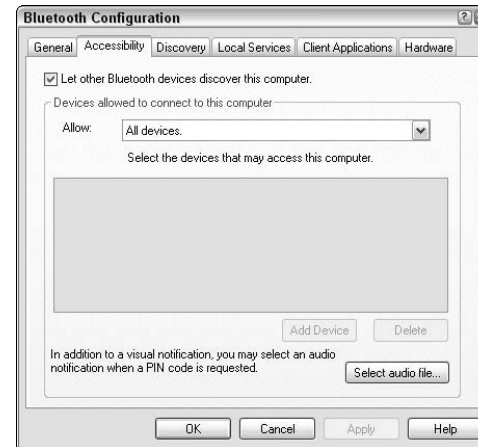 Bluetooth Configuration
General Accessibility Discovery Local Services Client Applications Hardware
Let other Bluetooth devices discover this computer.
Devices allowed to connect to this computer
Allow: All devices.
Select the devices that may access this computer.
Add Device Delete
In addition to a visual notification, you may select an audio
notification when a PIN code is requested.
Select audio file...
OK Cancel Apply Help